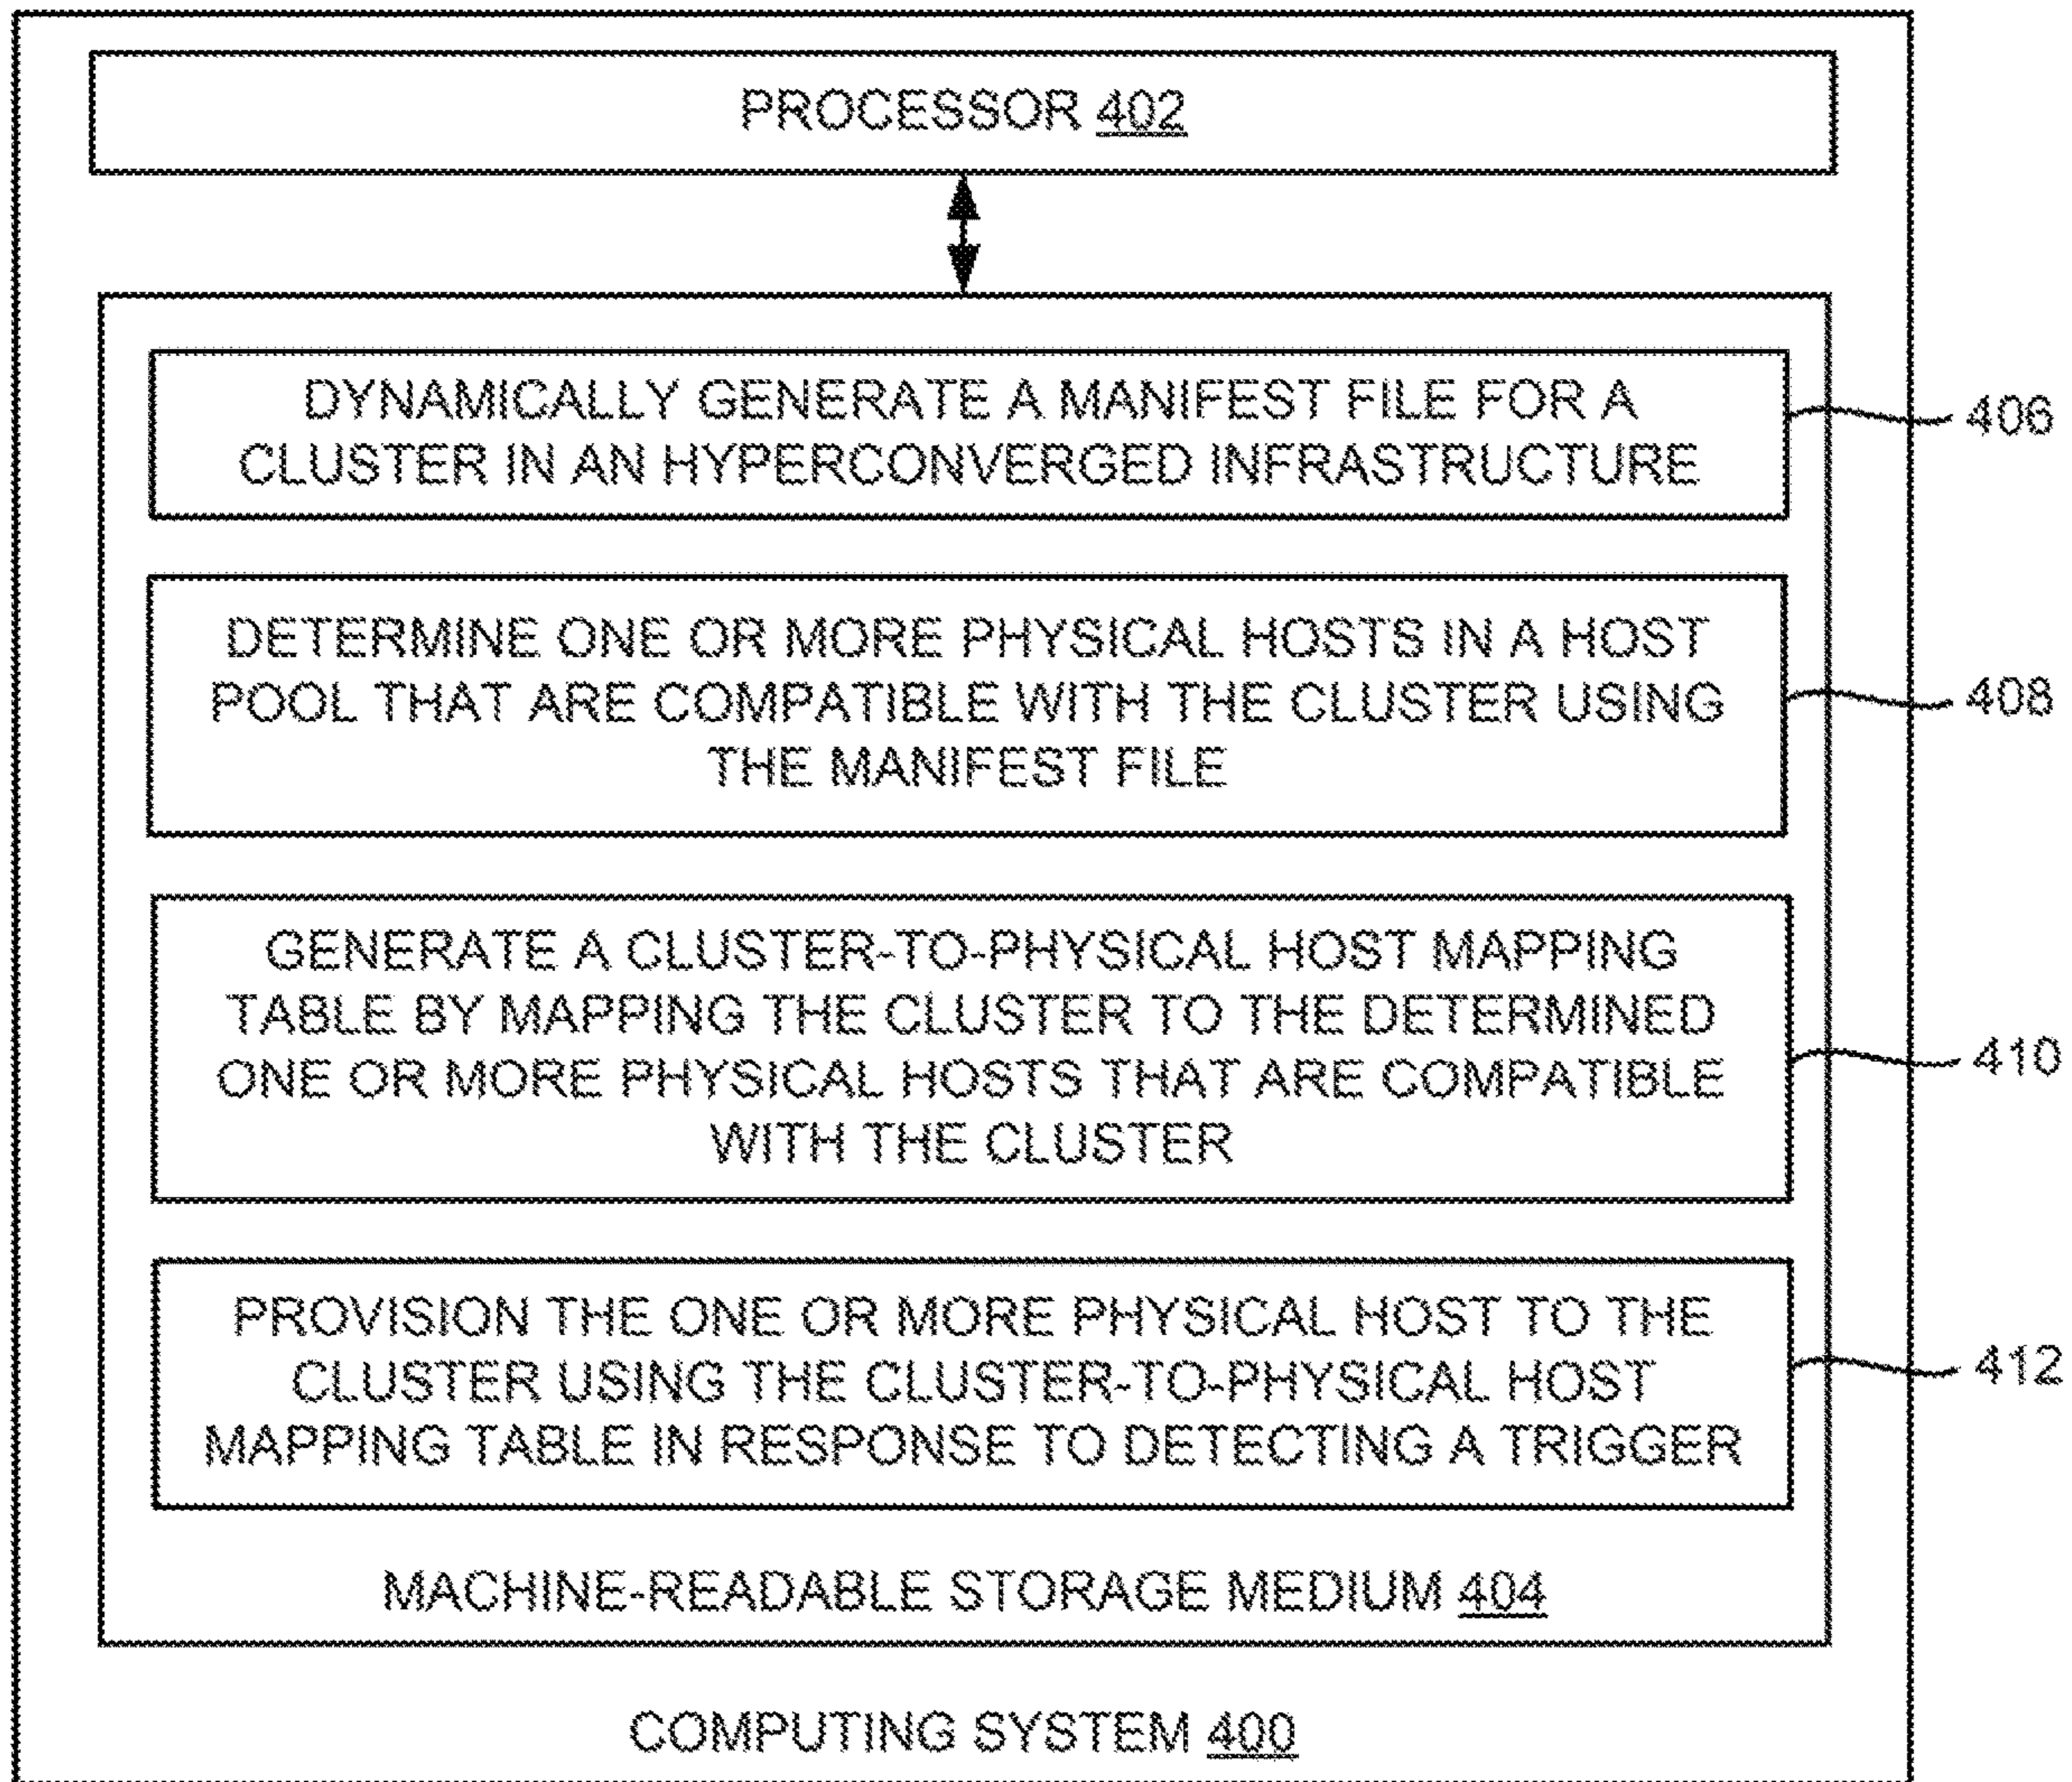 PROCESSOR 402
DYNAMICALLY GENERATE A MANIFEST FILE FOR A
CLUSTER IN AN HYPERCONVERGED INFRASTRUCTURE
406
DETERMINE ONE OR MORE PHYSICAL HOSTS IN A HOST
POOL THAT ARE COMPATIBLE WITH THE CLUSTER USING
THE MANIFEST FILE
408
GENERATE A CLUSTER-TO-PHYSICAL HOST MAPPING
TABLE BY MAPPING THE CLUSTER TO THE DETERMINED
ONE OR MORE PHYSICAL HOSTS THAT ARE COMPATIBLE
WITH THE CLUSTER
410
PROVISION THE ONE OR MORE PHYSICAL HOST TO THE
CLUSTER USING THE CLUSTER-TO-PHYSICAL HOST
MAPPING TABLE IN RESPONSE TO DETECTING A TRIGGER
412
MACHINE-READABLE STORAGE MEDIUM 404
COMPUTING SYSTEM 400